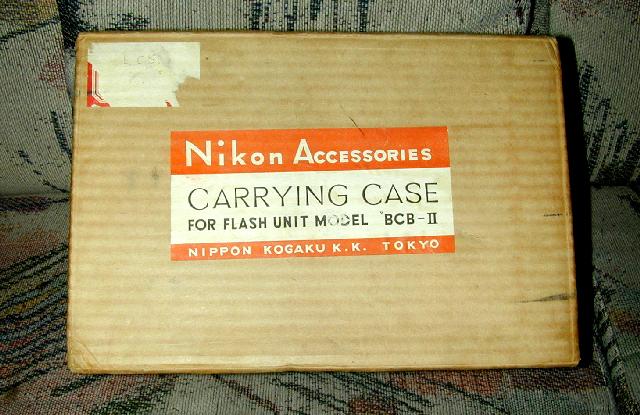 Nikon ACCESSORIES
CARRYING CASE
FOR FLASH UNIT MODEL BCB-II
NIPPON KOGAKU K.K. TOKYO